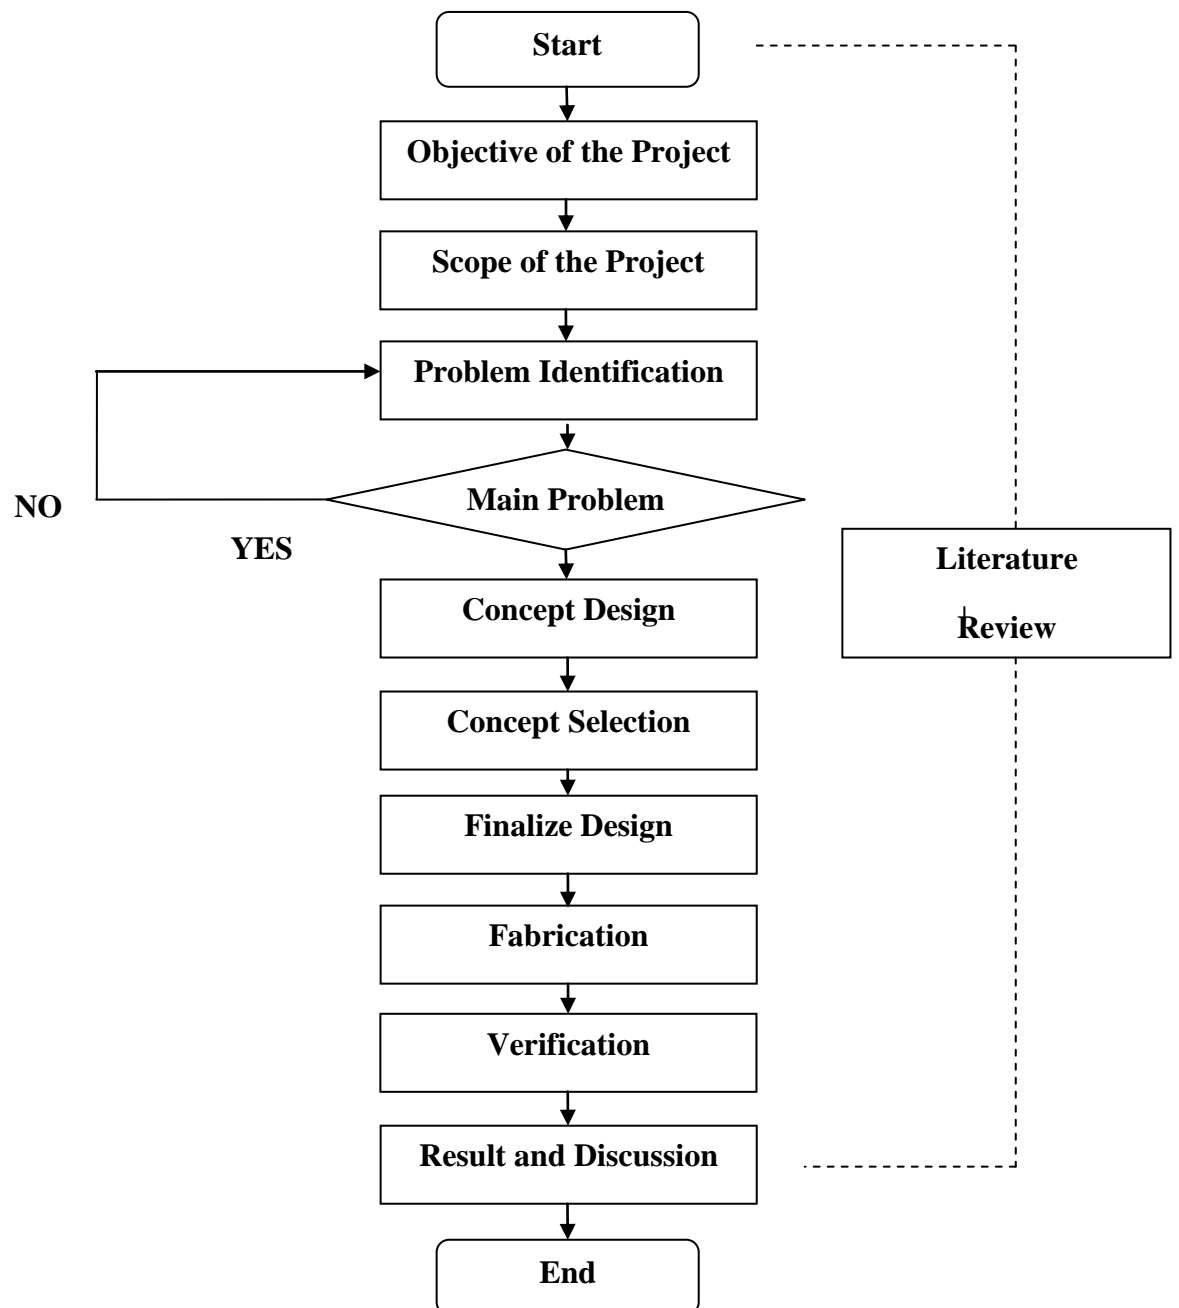 Start
Objective of the Project
Scope of the Project
Problem Identification
Main Problem
NO
YES
Concept Design
Literature
Review
Concept Selection
Finalize Design
Fabrication
Verification
Result and Discussion
End